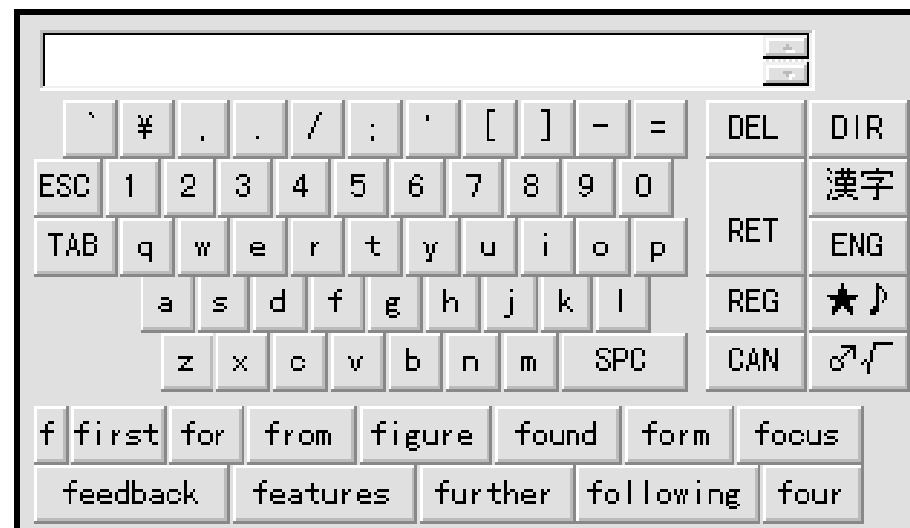 ` ¥ , . / ; ' [ ] - = DEL DIR
ESC 1 2 3 4 5 6 7 8 9 0 漢字
TAB q w e r t y u i o p RET ENG
a s d f g h j k l REG ★♪
z x c v b n m SPC CAN ♂√
f first for from figure found form focus
feedback features further following four